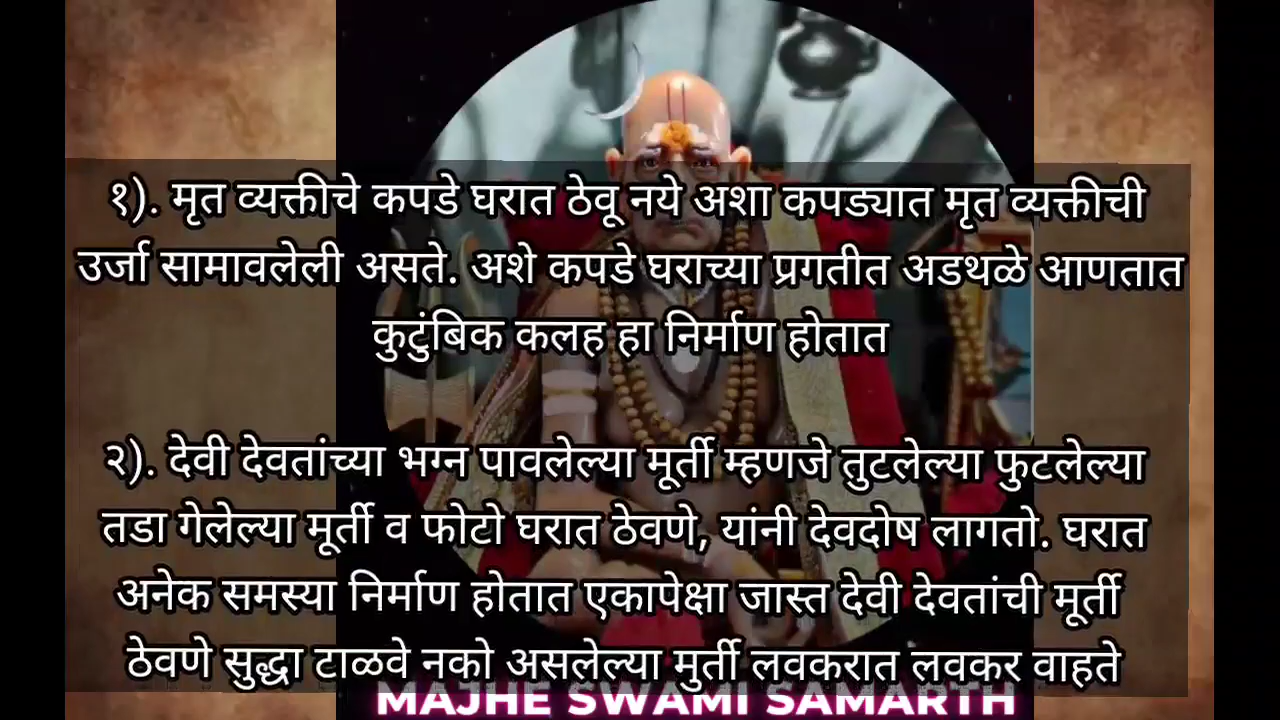 १). मृत व्यक्तीचे कपडे घरात ठेवू नये अशा कपड्यात मृत व्यक्तीची
उर्जा सामावलेली असते. अशे कपडे घराच्या प्रगतीत अडथळे आणतात
कुटुंबिक कलह हा निर्माण होतात
२). देवी देवतांच्या भग्न पावलेल्या मूर्ती म्हणजे तुटलेल्या फुटलेल्या
तडा गेलेल्या मूर्ती व फोटो घरात ठेवणे, यांनी देवदोष लागतो. घरात
अनेक समस्या निर्माण होतात एकापेक्षा जास्त देवी देवतांची मूर्ती
ठेवणे सुद्धा टाळवे नको असलेल्या मुर्ती लवकरात लवकर वाहते
MAJHE SWAMI SAMARTH